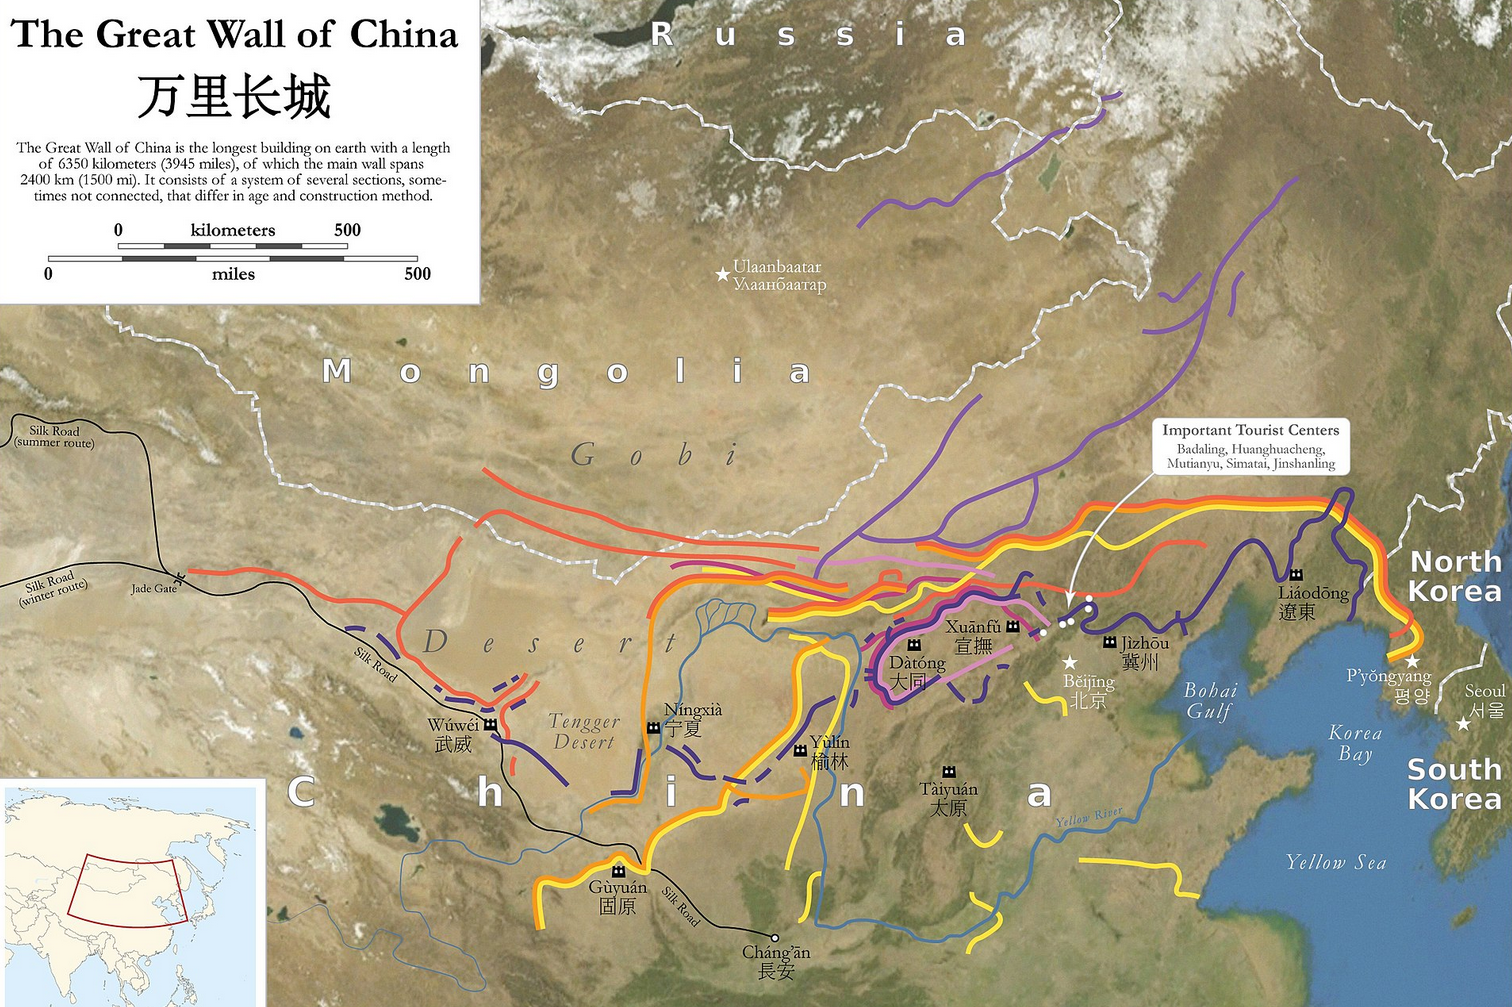 The Great Wall of China
万里长城
The Great Wall of China is the longest building on earth with a length
of 6350 kilometers (3945 miles), of which the main wall spans
2400 km (1500 mi). It consists of a system of several sections, some-
times not connected, that differ in age and construction method.
0 kilometers 500
0 miles 500
Russia
Ulaanbaatar
Улаанбаатар
Mongolia
Gobi
Desert
Silk Road
(summer route)
Silk Road
(winter route)
Jade Gate
Silk Road
Important Tourist Centers
Badaling, Huanghuacheng,
Mutianyu, Simatai, Jinshanling
North
Korea
Liáodōng
遼東
Xuānfǔ
宣撫
Jìzhōu
冀州
Dàtóng
大同
Běijīng
北京
P'yŏngyang
평양
Seoul
서울
Bohai
Gulf
Korea
Bay
Wúwéi
武威
Tengger
Desert
Níngxià
宁夏
Yùlín
榆林
Tàiyuán
太原
China
South
Korea
Yellow River
Yellow Sea
Gùyuán
固原
Silk Road
Cháng'ān
長安